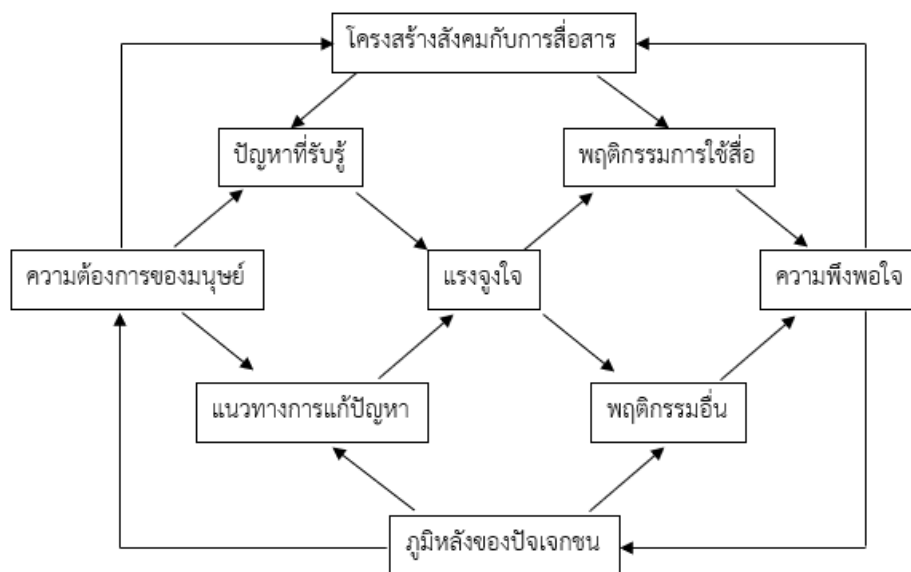 โครงสร้างสังคมกับการสื่อสาร
ปัญหาที่รับรู้
พฤติกรรมการใช้สื่อ
ความต้องการของมนุษย์
แรงจูงใจ
ความพึงพอใจ
แนวทางการแก้ปัญหา
พฤติกรรมอื่น
ภูมิหลังของปัจเจกชน